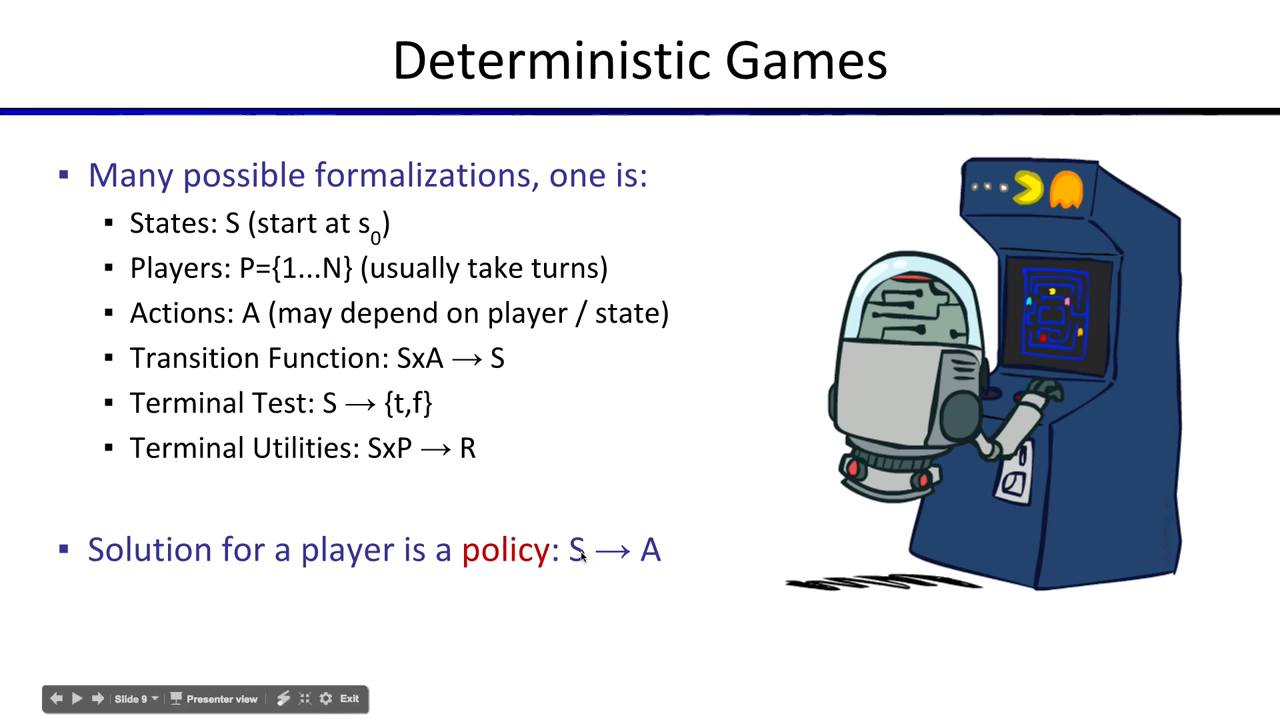 Deterministic Games
▪ Many possible formalizations, one is:
▪ States: S (start at s₀)
▪ Players: P={1...N} (usually take turns)
▪ Actions: A (may depend on player / state)
▪ Transition Function: SxA → S
▪ Terminal Test: S → {t,f}
▪ Terminal Utilities: SxP → R
▪ Solution for a player is a policy: S → A
Slide 9 Presenter view Exit